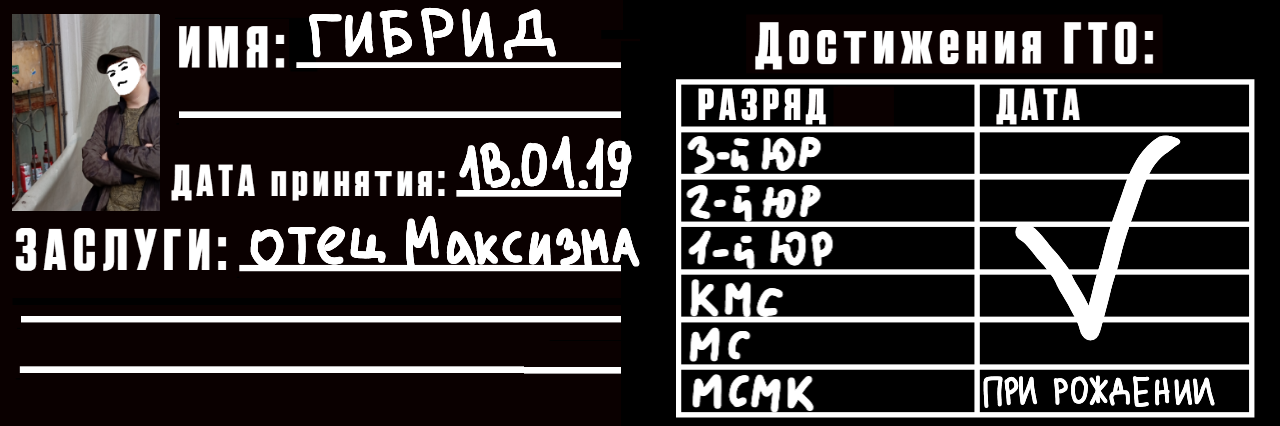 ИМЯ: ГИБРИД
ДАТА принятия: 1В.01.19
ЗАСЛУГИ: отец Максизма
Достижения ГТО:
РАЗРЯД ДАТА
3-й ЮР
2-й ЮР
1-й ЮР
КМС
МС
МСМК ПРИ РОЖДЕНИИ